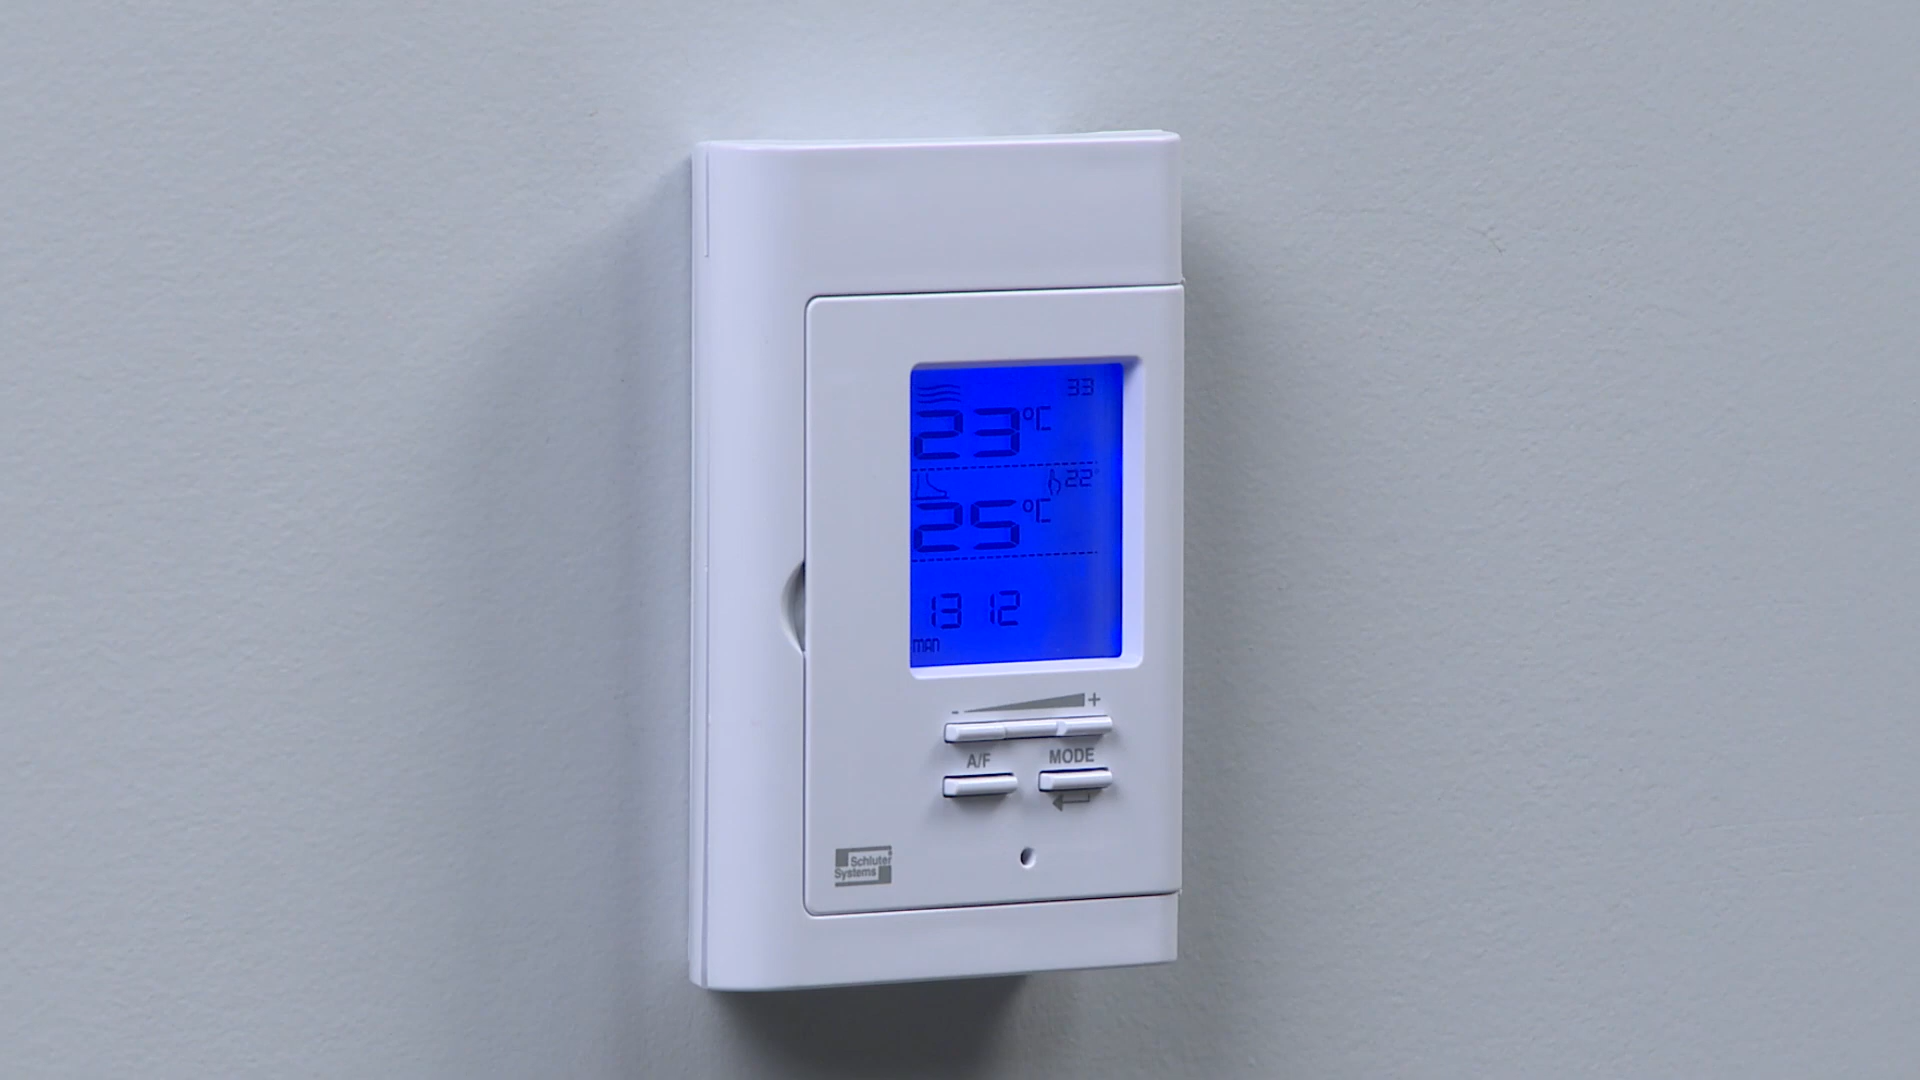 33
23°C
22°
25°C
13 12
MAN
- +
A/F MODE
Schluter
Systems